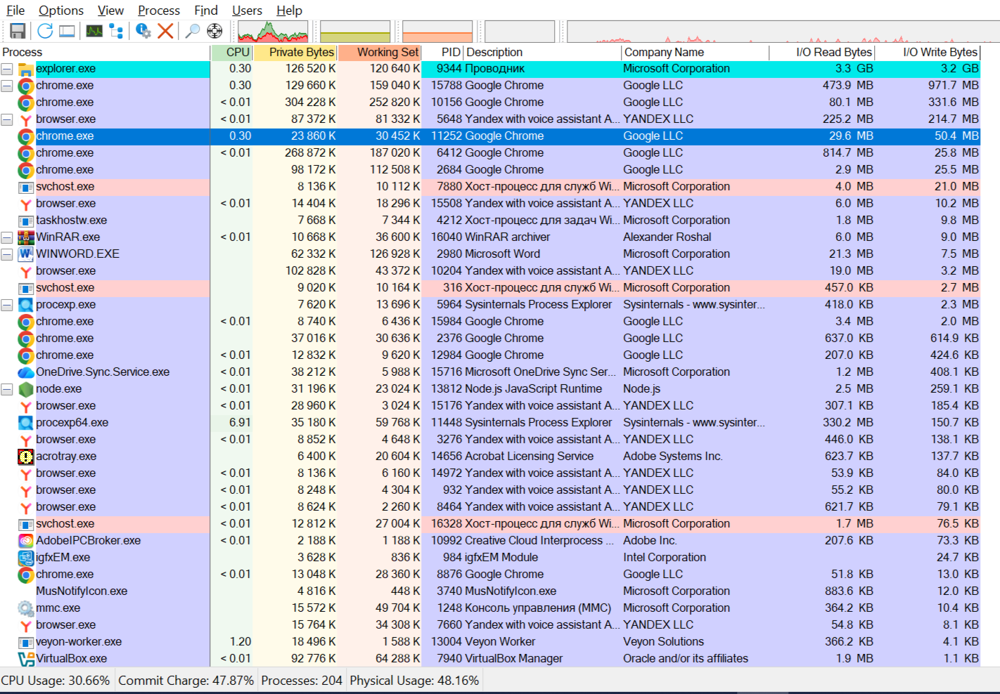 File Options View Process Find Users Help
Process CPU Private Bytes Working Set PID Description Company Name I/O Read Bytes I/O Write Bytes
explorer.exe 0.30 126 520 K 120 640 K 9344 Проводник Microsoft Corporation 3.3 GB 3.2 GB
chrome.exe 0.30 129 660 K 159 040 K 15788 Google Chrome Google LLC 473.9 MB 971.7 MB
chrome.exe < 0.01 304 228 K 252 820 K 10156 Google Chrome Google LLC 80.1 MB 331.6 MB
browser.exe < 0.01 87 372 K 81 332 K 5648 Yandex with voice assistant A... YANDEX LLC 225.2 MB 214.7 MB
chrome.exe 0.30 23 860 K 30 452 K 11252 Google Chrome Google LLC 29.6 MB 50.4 MB
chrome.exe < 0.01 268 872 K 187 020 K 6412 Google Chrome Google LLC 814.7 MB 25.8 MB
chrome.exe 98 172 K 112 508 K 2684 Google Chrome Google LLC 2.9 MB 25.5 MB
svchost.exe 8 136 K 10 112 K 7880 Хост-процесс для служб Wi... Microsoft Corporation 4.0 MB 21.0 MB
browser.exe < 0.01 14 404 K 18 296 K 15508 Yandex with voice assistant A... YANDEX LLC 6.0 MB 10.2 MB
taskhostw.exe 7 668 K 7 344 K 4212 Хост-процесс для задач Wi... Microsoft Corporation 1.8 MB 9.8 MB
WinRAR.exe < 0.01 10 668 K 36 600 K 16040 WinRAR archiver Alexander Roshal 6.0 MB 9.0 MB
WINWORD.EXE 62 332 K 126 928 K 2980 Microsoft Word Microsoft Corporation 21.3 MB 7.5 MB
browser.exe 102 828 K 43 372 K 10204 Yandex with voice assistant A... YANDEX LLC 19.0 MB 3.2 MB
svchost.exe 9 020 K 10 164 K 316 Хост-процесс для служб Wi... Microsoft Corporation 457.0 KB 2.7 MB
procexp.exe 7 620 K 13 696 K 5964 Sysinternals Process Explorer Sysinternals - www.sysinter... 418.0 KB 2.3 MB
chrome.exe < 0.01 8 740 K 6 436 K 15984 Google Chrome Google LLC 3.4 MB 2.0 MB
chrome.exe 37 016 K 30 636 K 2376 Google Chrome Google LLC 637.0 KB 614.9 KB
chrome.exe < 0.01 12 832 K 9 620 K 12984 Google Chrome Google LLC 207.0 KB 424.6 KB
OneDrive.Sync.Service.exe < 0.01 38 212 K 5 988 K 15716 Microsoft OneDrive Sync Ser... Microsoft Corporation 1.2 MB 408.1 KB
node.exe < 0.01 31 196 K 23 024 K 13812 Node.js JavaScript Runtime Node.js 2.5 MB 259.1 KB
browser.exe < 0.01 28 960 K 3 024 K 15176 Yandex with voice assistant A... YANDEX LLC 307.1 KB 185.4 KB
procexp64.exe 6.91 35 180 K 59 768 K 11448 Sysinternals Process Explorer Sysinternals - www.sysinter... 330.2 MB 150.7 KB
browser.exe < 0.01 8 852 K 4 648 K 3276 Yandex with voice assistant A... YANDEX LLC 446.0 KB 138.1 KB
acrotray.exe 6 400 K 20 604 K 14656 Acrobat Licensing Service Adobe Systems Inc. 623.7 KB 137.7 KB
browser.exe < 0.01 8 136 K 6 160 K 14972 Yandex with voice assistant A... YANDEX LLC 53.9 KB 84.0 KB
browser.exe < 0.01 8 248 K 4 304 K 932 Yandex with voice assistant A... YANDEX LLC 55.2 KB 80.0 KB
browser.exe < 0.01 8 624 K 2 260 K 8464 Yandex with voice assistant A... YANDEX LLC 621.7 KB 79.1 KB
svchost.exe < 0.01 12 812 K 27 004 K 16328 Хост-процесс для служб Wi... Microsoft Corporation 1.7 MB 76.5 KB
AdobeIPCBroker.exe < 0.01 2 188 K 1 188 K 10992 Creative Cloud Interprocess ... Adobe Inc. 207.6 KB 73.3 KB
igfxEM.exe 3 628 K 836 K 984 igfxEM Module Intel Corporation 24.7 KB
chrome.exe < 0.01 13 048 K 28 360 K 8876 Google Chrome Google LLC 51.8 KB 13.0 KB
MusNotifyIcon.exe 4 816 K 448 K 3740 MusNotifyIcon.exe Microsoft Corporation 883.6 KB 12.0 KB
mmc.exe 15 572 K 49 704 K 1248 Консоль управления (MMC) Microsoft Corporation 364.2 KB 10.4 KB
browser.exe 15 764 K 34 308 K 7660 Yandex with voice assistant A... YANDEX LLC 54.8 KB 8.1 KB
veyon-worker.exe 1.20 18 496 K 1 588 K 13004 Veyon Worker Veyon Solutions 366.2 KB 4.1 KB
VirtualBox.exe < 0.01 92 776 K 64 288 K 7940 VirtualBox Manager Oracle and/or its affiliates 1.9 MB 1.1 KB
CPU Usage: 30.66% Commit Charge: 47.87% Processes: 204 Physical Usage: 48.16%